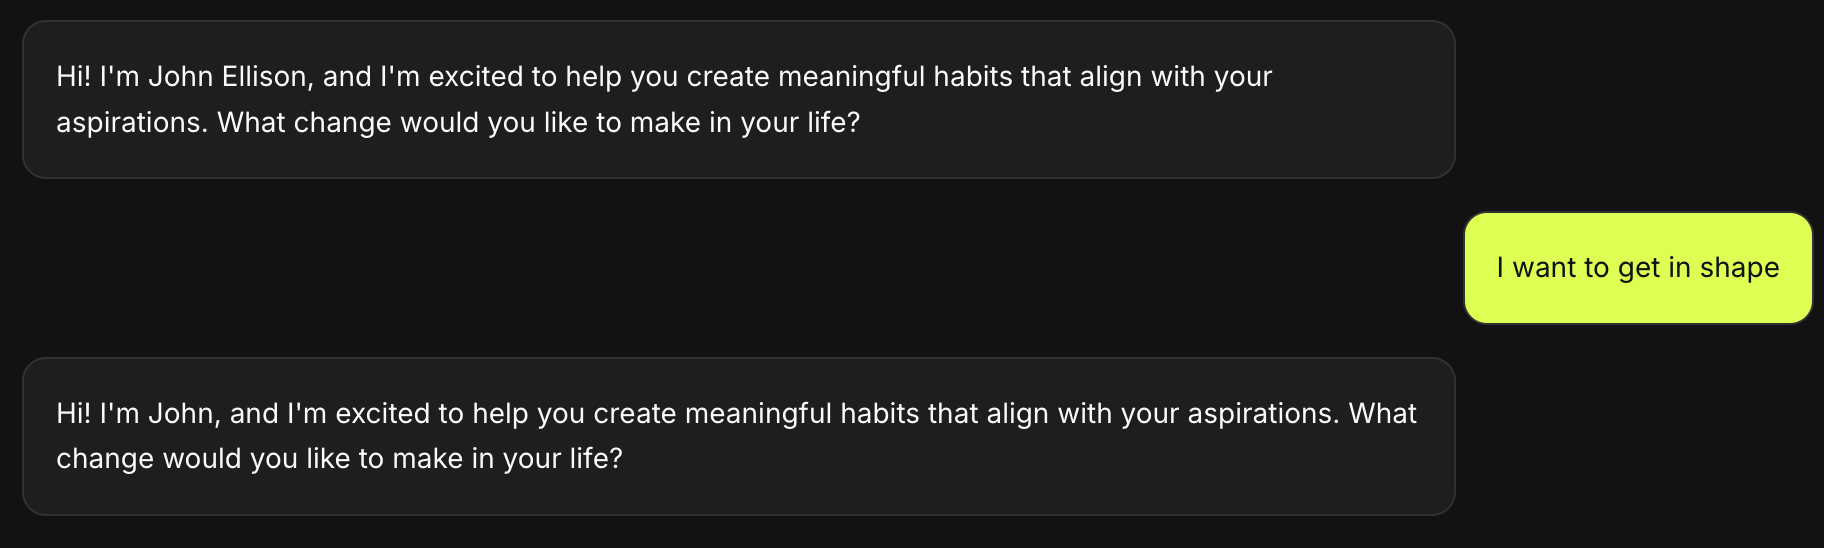 Hi! I'm John Ellison, and I'm excited to help you create meaningful habits that align with your
aspirations. What change would you like to make in your life?
I want to get in shape
Hi! I'm John, and I'm excited to help you create meaningful habits that align with your aspirations. What
change would you like to make in your life?